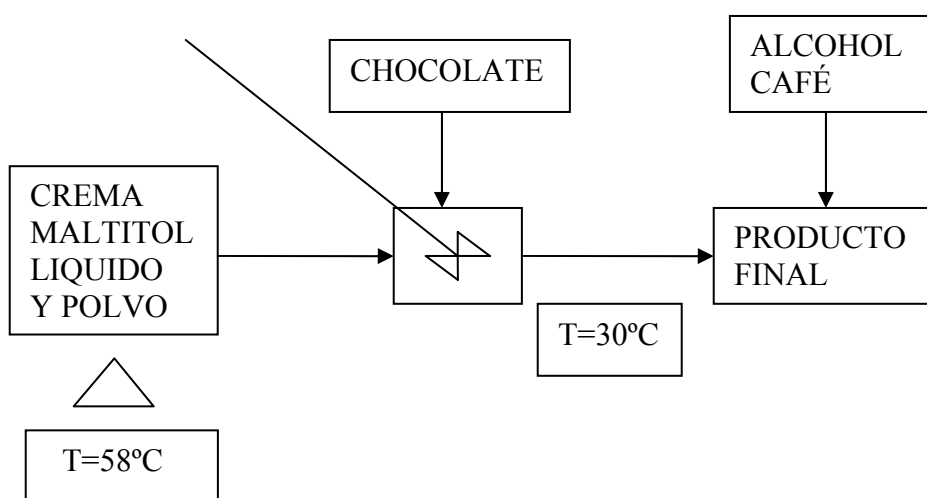 CHOCOLATE
ALCOHOL
CAFÉ
CREMA
MALTITOL
LIQUIDO
Y POLVO
PRODUCTO
FINAL
T=30ºC
T=58ºC